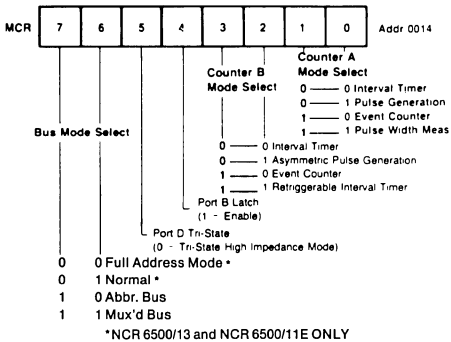 MCR 7 6 5 4 3 2 1 0 Addr 0014
Counter A
Mode Select
0 — 0 Interval Timer
0 — 1 Pulse Generation
0 Event Counter
1 — 1 Pulse Width Meas
Counter B
Mode Select
0 — 0 Interval Timer
0 — 1 Asymmetric Pulse Generation
1 — 0 Event Counter
1 — 1 Retriggerable Interval Timer
Bus Mode Select
Port B Latch
(1 - Enable)
Port D Tri-State
(0 - Tri-State High Impedance Mode)
0 0 Full Address Mode *
0 1 Normal *
1 0 Abbr. Bus
1 1 Mux'd Bus
*NCR 6500/13 and NCR 6500/11E ONLY